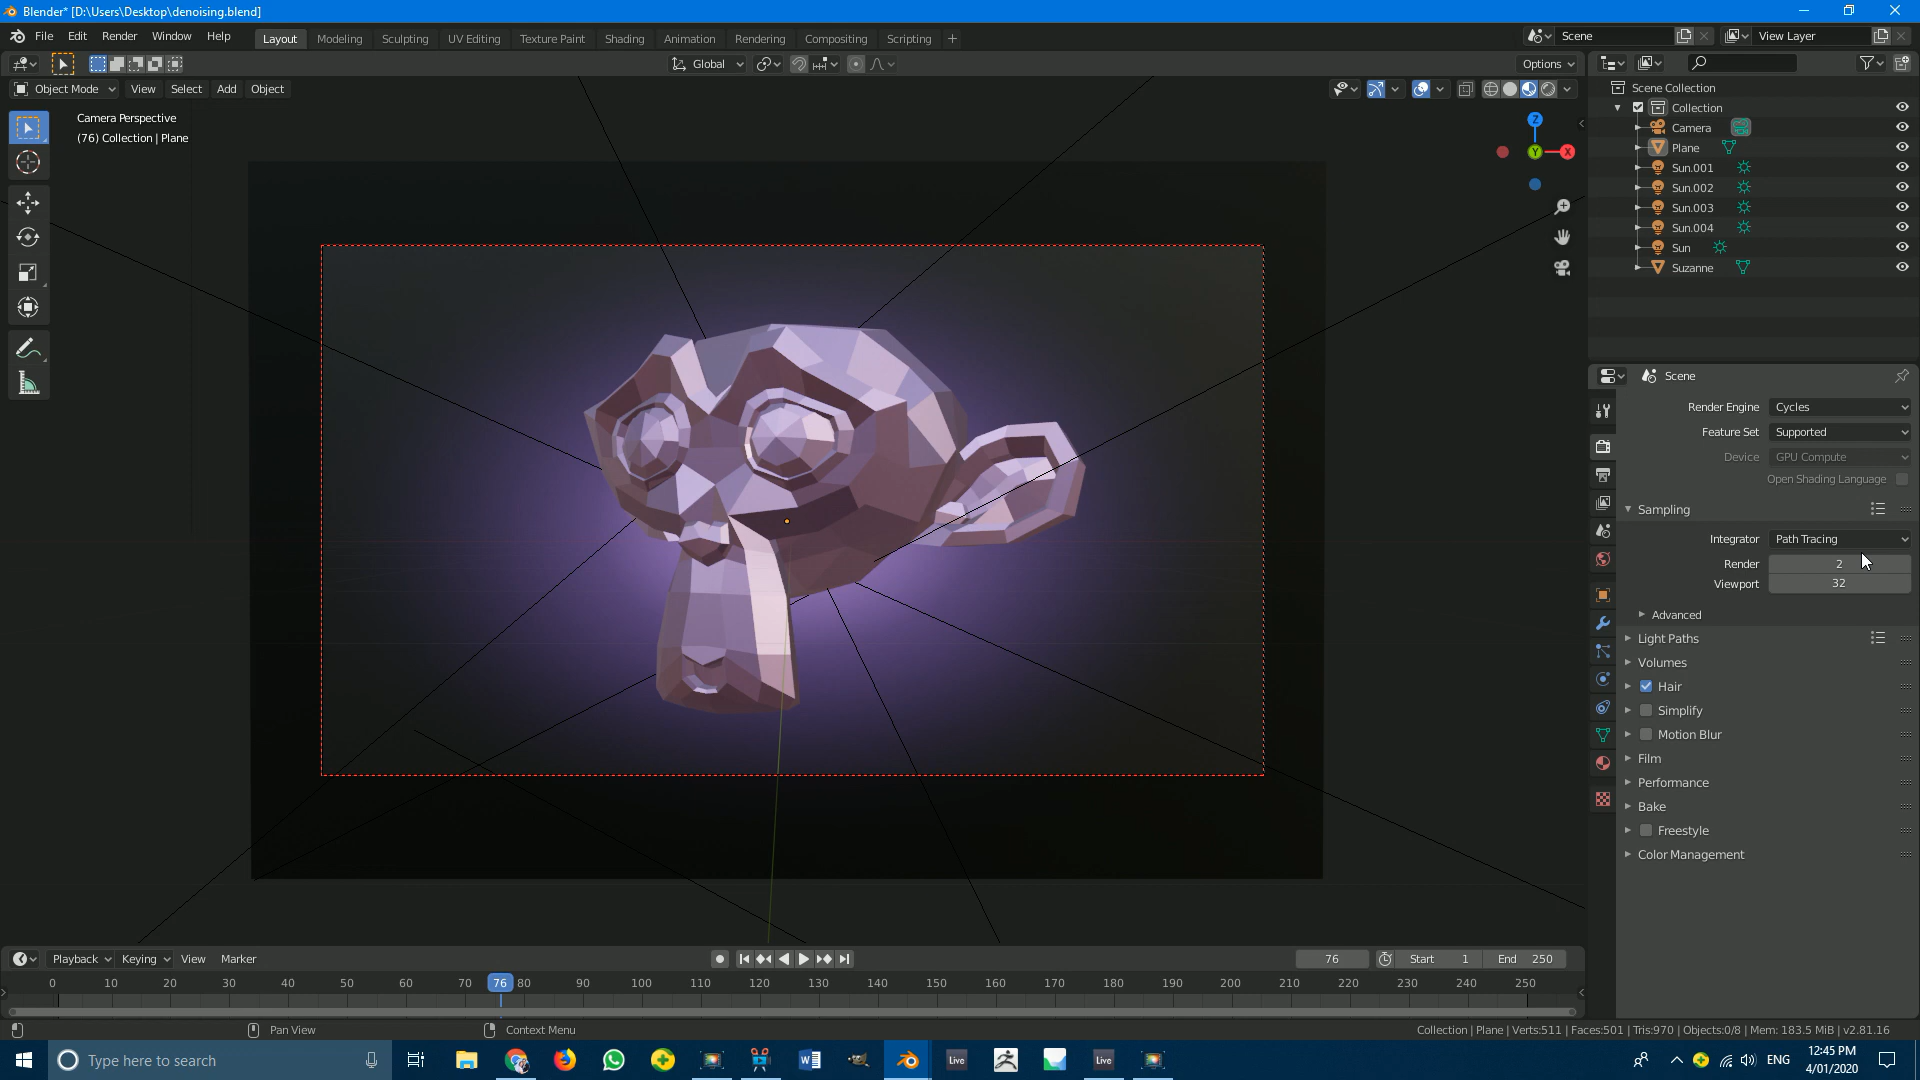 Blender* [D:\Users\Desktop\denoising.blend]
File Edit Render Window Help Layout Modeling Sculpting UV Editing Texture Paint Shading Animation Rendering Compositing Scripting + Scene View Layer
Global Options
Object Mode View Select Add Object
Camera Perspective
(76) Collection | Plane
Z
Y X
Scene Collection
Collection
Camera
Plane
Sun.001
Sun.002
Sun.003
Sun.004
Sun
Suzanne
Scene
Render Engine Cycles
Feature Set Supported
Device GPU Compute
Open Shading Language
Sampling
Integrator Path Tracing
Render 2
Viewport 32
Advanced
Light Paths
Volumes
Hair
Simplify
Motion Blur
Film
Performance
Bake
Freestyle
Color Management
Playback Keying View Marker 76 Start 1 End 250
0 10 20 30 40 50 60 70 76 80 90 100 110 120 130 140 150 160 170 180 190 200 210 220 230 240 250
Pan View Context Menu Collection | Plane | Verts:511 | Faces:501 | Tris:970 | Objects:0/8 | Mem: 183.5 MiB | v2.81.16
Type here to search W Live Live ENG 12:45 PM
4/01/2020